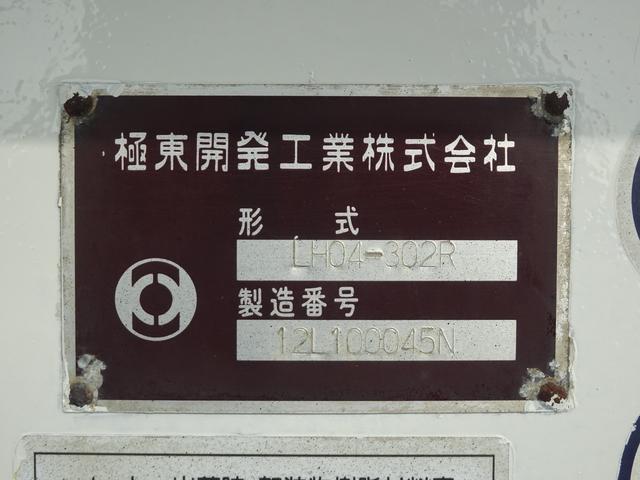 極東開発工業株式会社
形 式
LH04-302R
製造番号
12L100045N